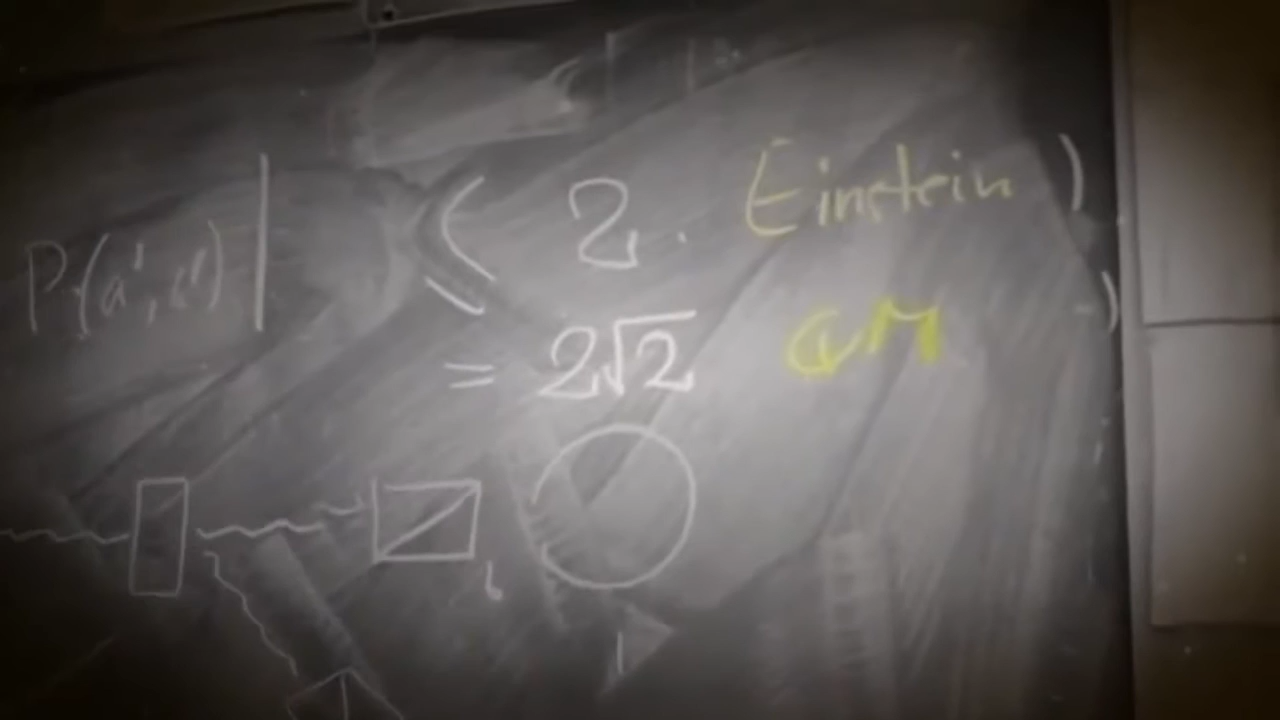 P(a', c')| ≤ 2. Einstein )
= 2√2 QM )
b